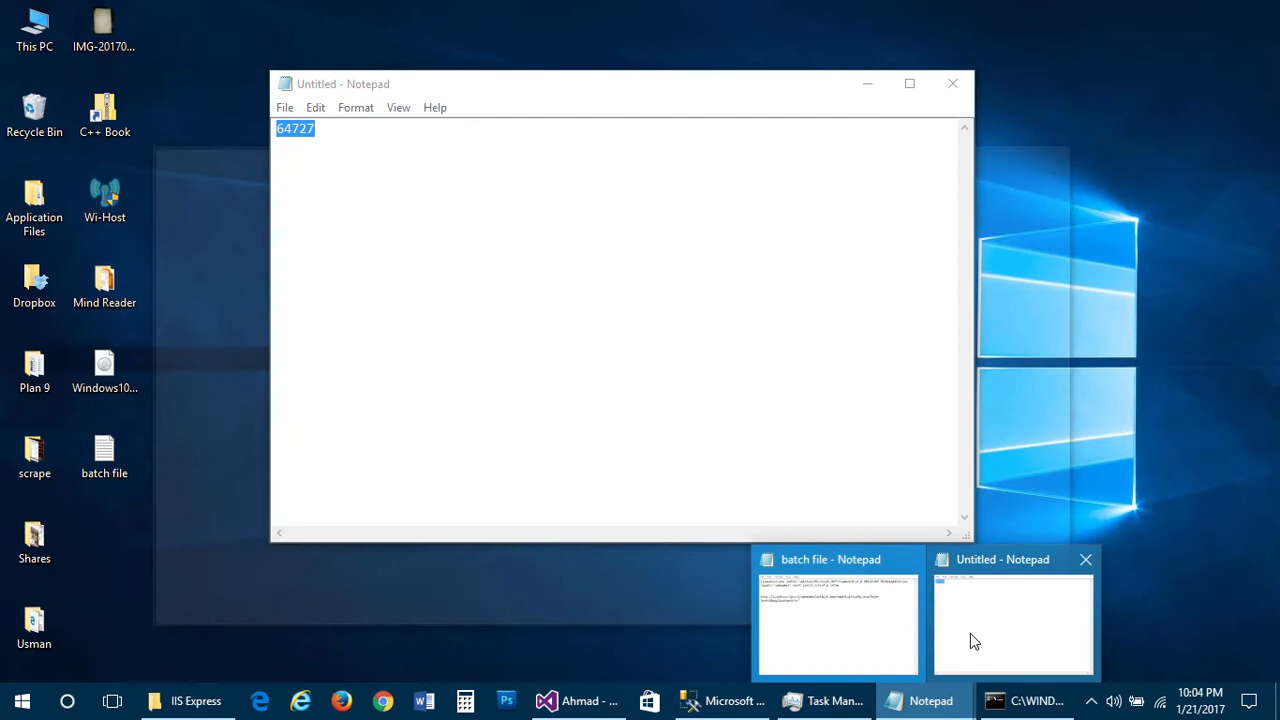 This PC
IMG-20170...
Recycle Bin
C++ Book
Application
Files
Wi-Host
Dropbox
Mind Reader
Plan 9
Windows10...
scrape
batch file
Shares
Usman
Untitled - Notepad
File Edit Format View Help
64727
batch file - Notepad
Untitled - Notepad
IIS Express
Ahmad - ...
Microsoft ...
Task Man...
Notepad
C:\WIND...
10:04 PM
1/21/2017